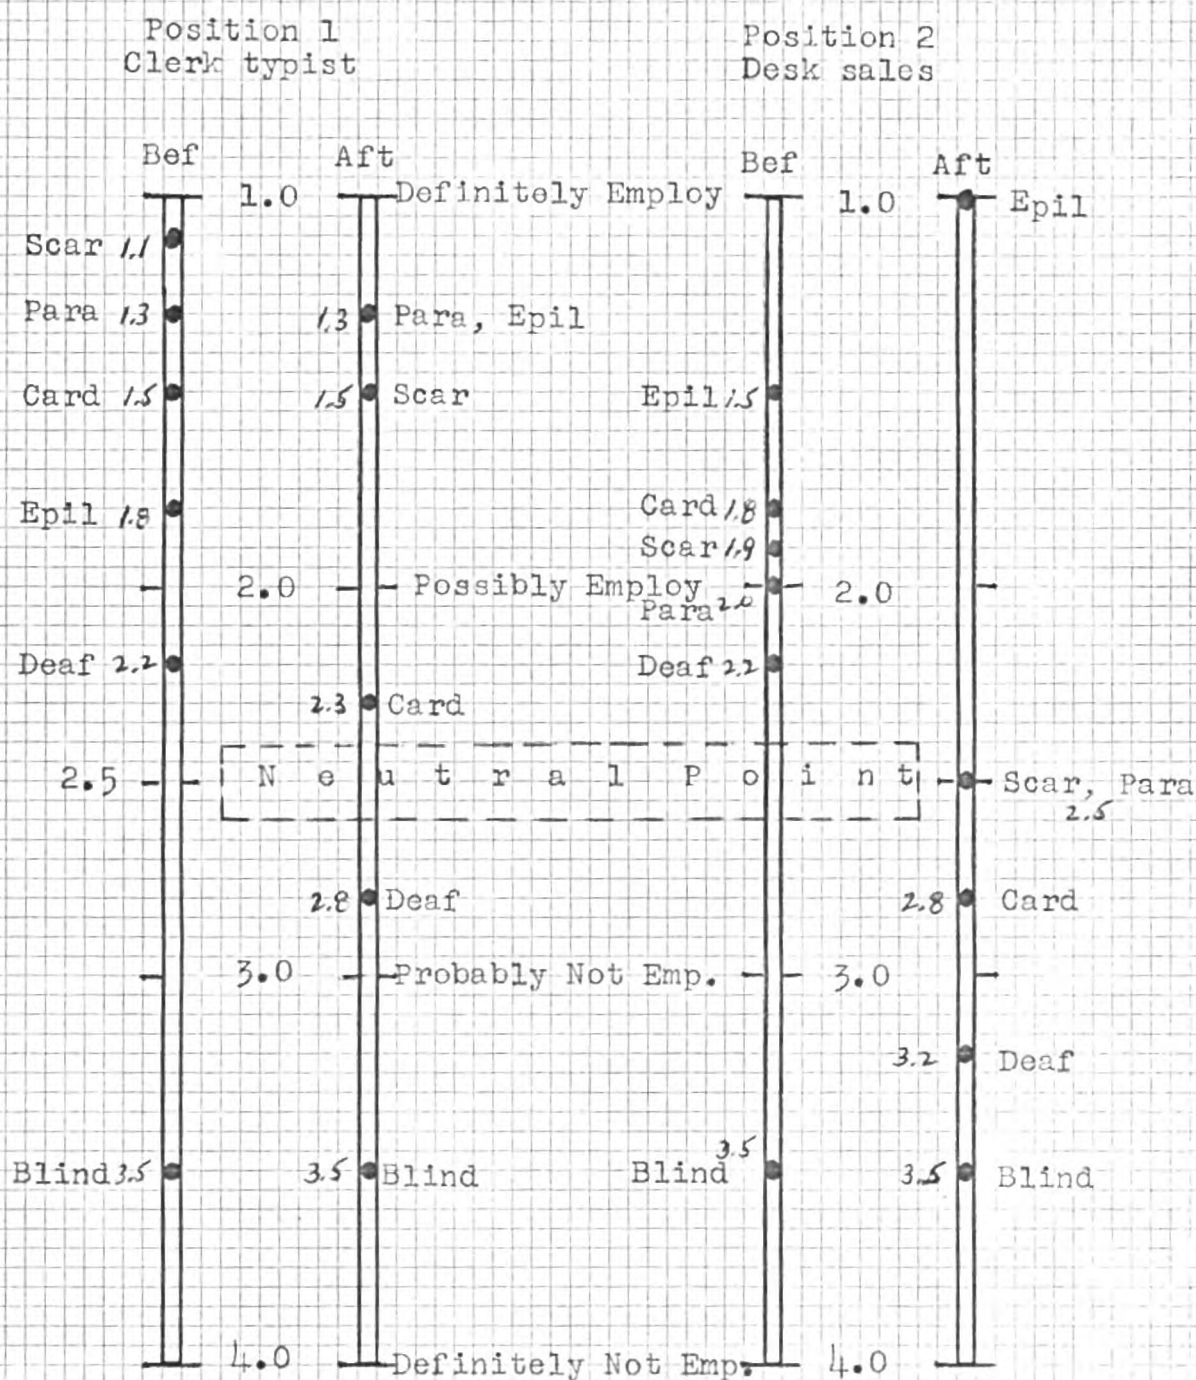 Position 1
Clerk typist
Position 2
Desk sales
Bef
Aft
Bef
Aft
1.0
Definitely Employ
1.0
Epil
Scar 1.1
Para 1.3
1.3 Para, Epil
Card 1.5
1.5 Scar
Epil 1.5
Epil 1.8
Card 1.8
Scar 1.9
2.0
Possibly Employ
2.0
Para 2.0
Deaf 2.2
Deaf 2.2
2.3 Card
2.5
Neutral Point
Scar, Para
2.5
2.8 Deaf
2.8 Card
3.0
Probably Not Emp.
3.0
3.2 Deaf
Blind 3.5
3.5 Blind
3.5
Blind
3.5 Blind
4.0
Definitely Not Emp.
4.0